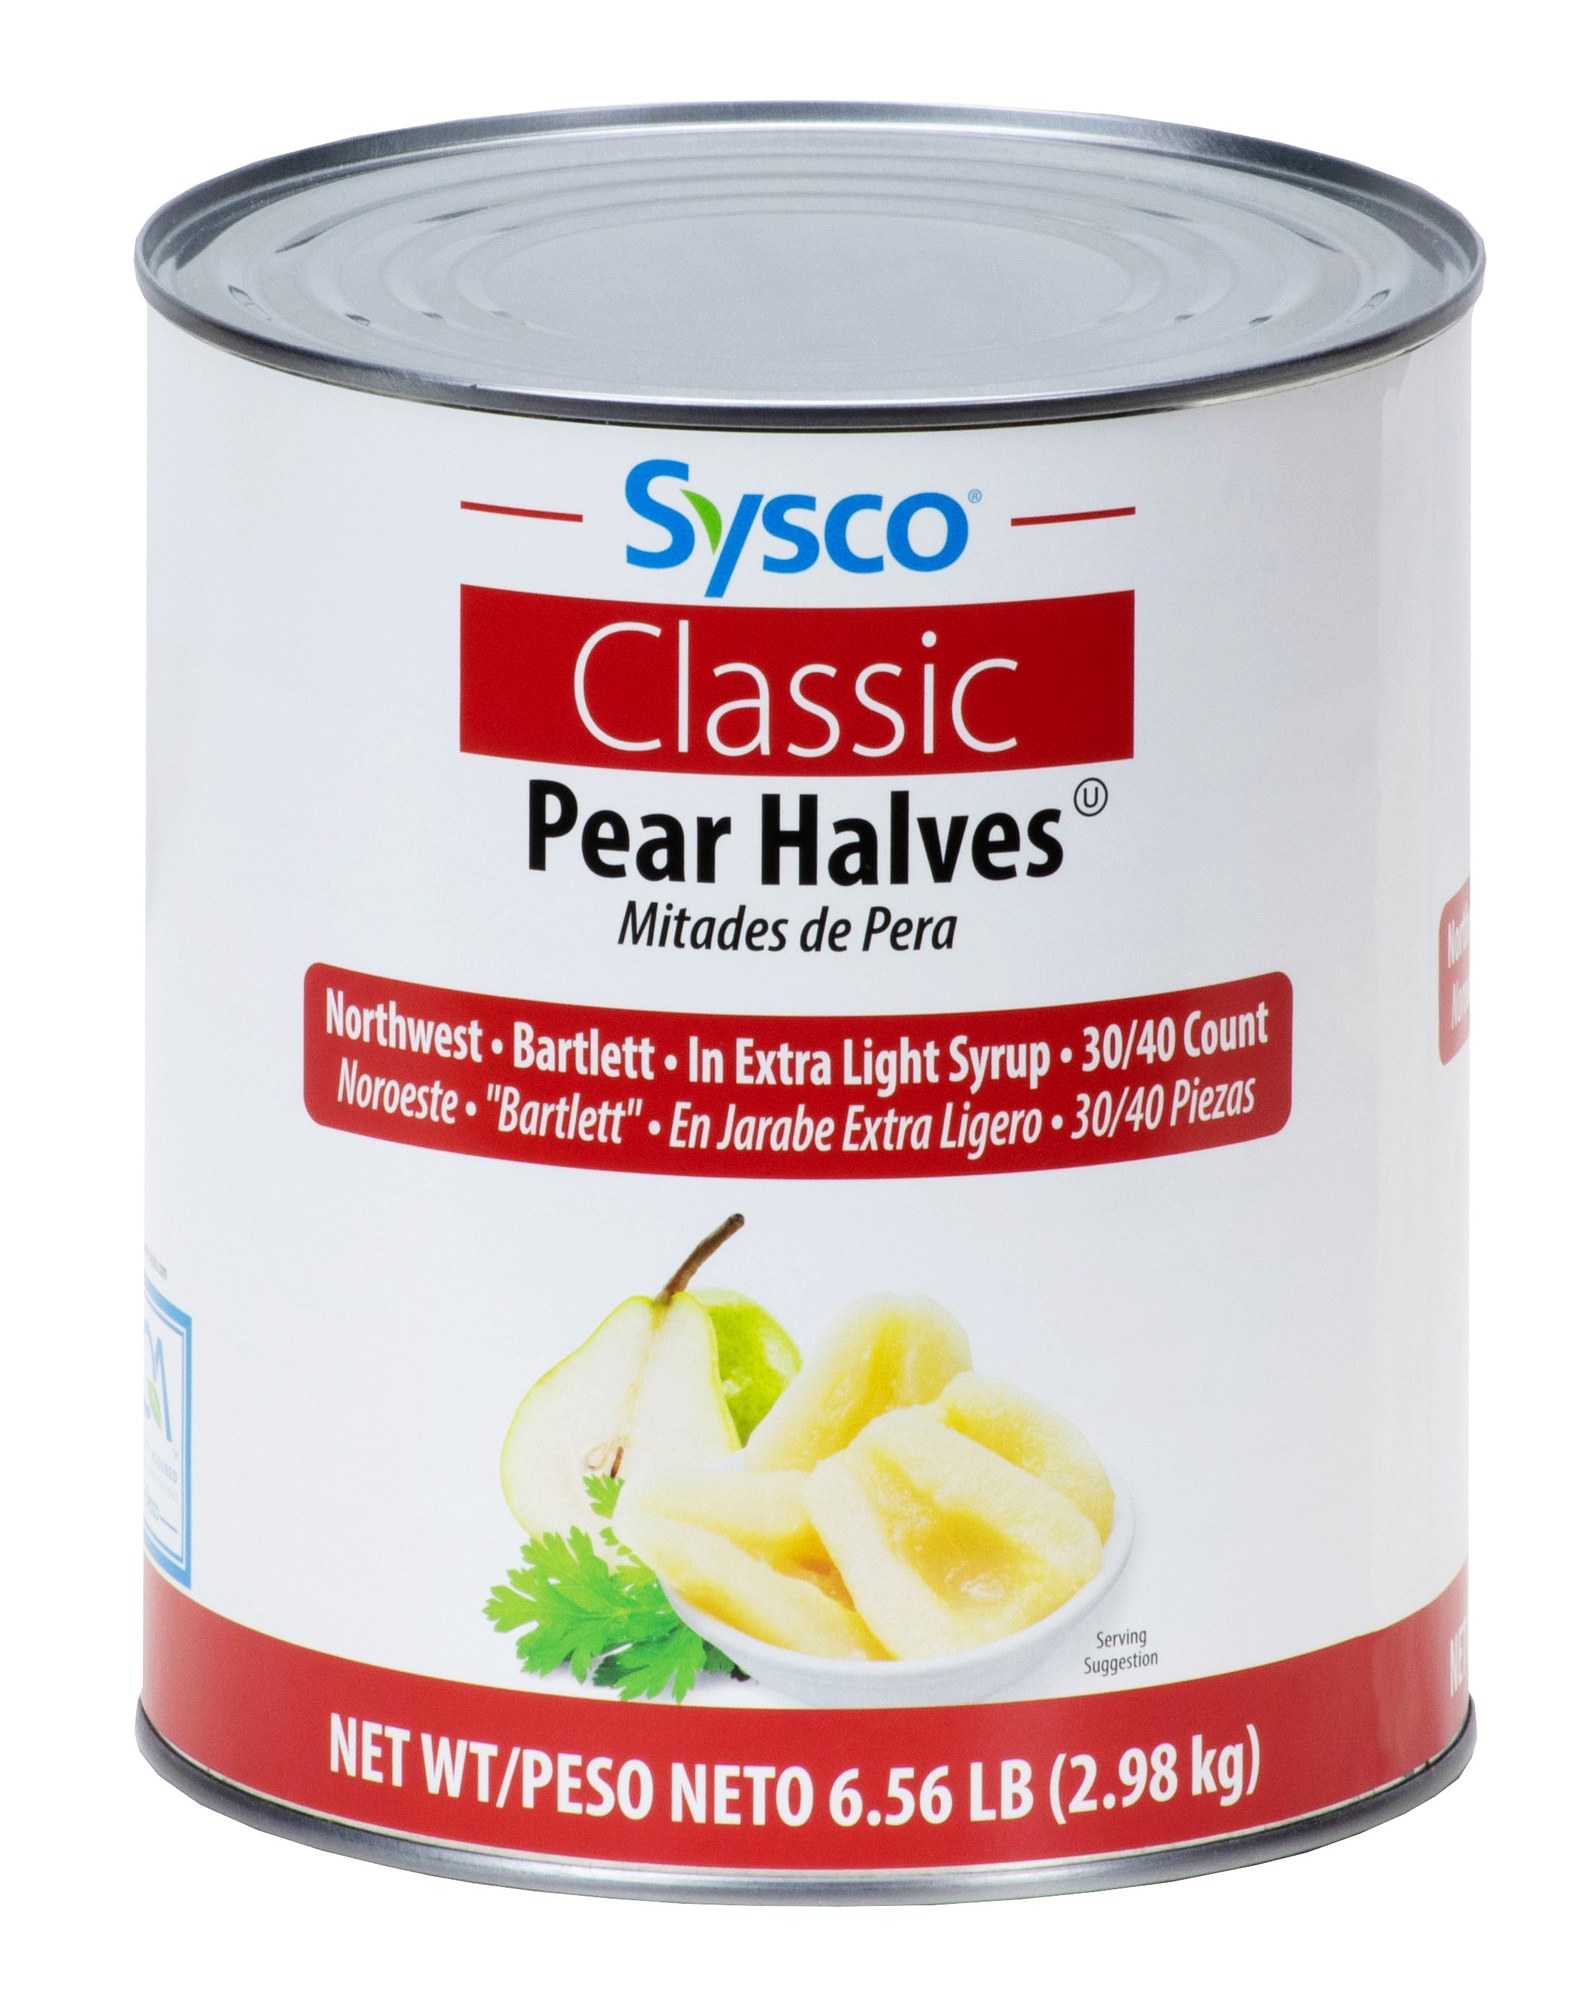 Sysco®
Classic
Pear Halves Ⓤ
Mitades de Pera
Northwest • Bartlett • In Extra Light Syrup • 30/40 Count
Noroeste • "Bartlett" • En Jarabe Extra Ligero • 30/40 Piezas
Serving
Suggestion
NET WT/PESO NETO 6.56 LB (2.98 kg)